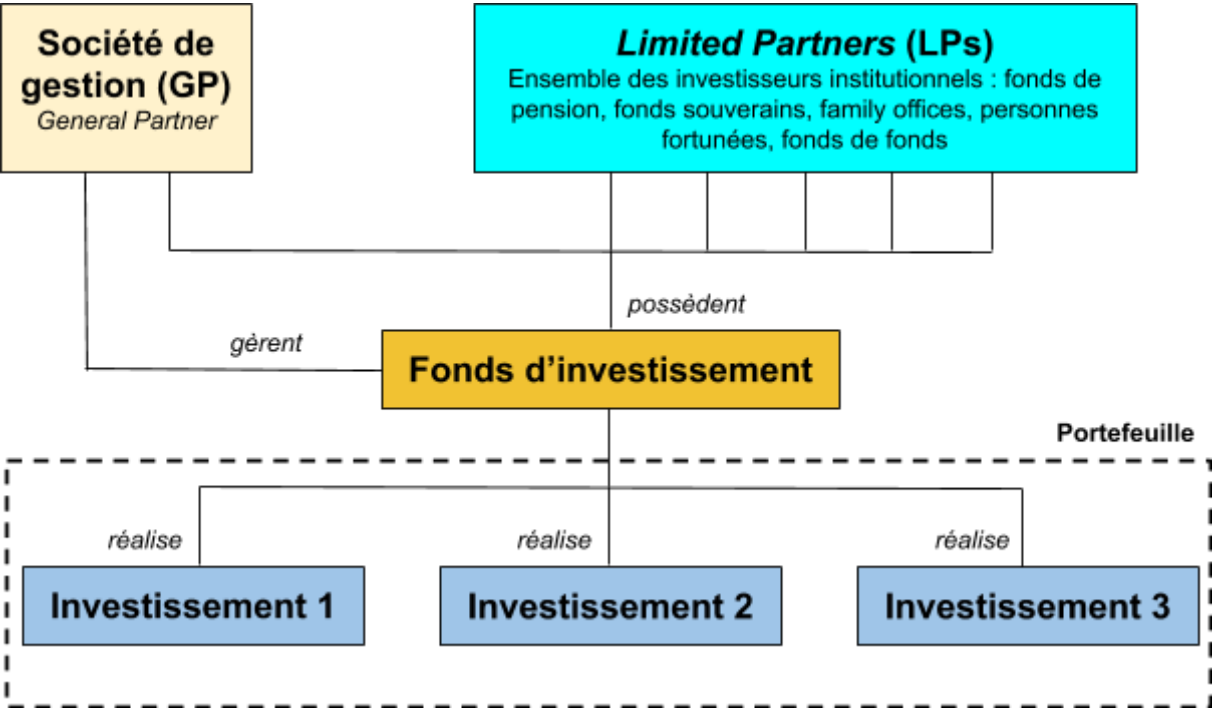 Société de
gestion (GP)
General Partner
Limited Partners (LPs)
Ensemble des investisseurs institutionnels : fonds de
pension, fonds souverains, family offices, personnes
fortunées, fonds de fonds
possèdent
gèrent
Fonds d’investissement
Portefeuille
réalise
réalise
réalise
Investissement 1
Investissement 2
Investissement 3